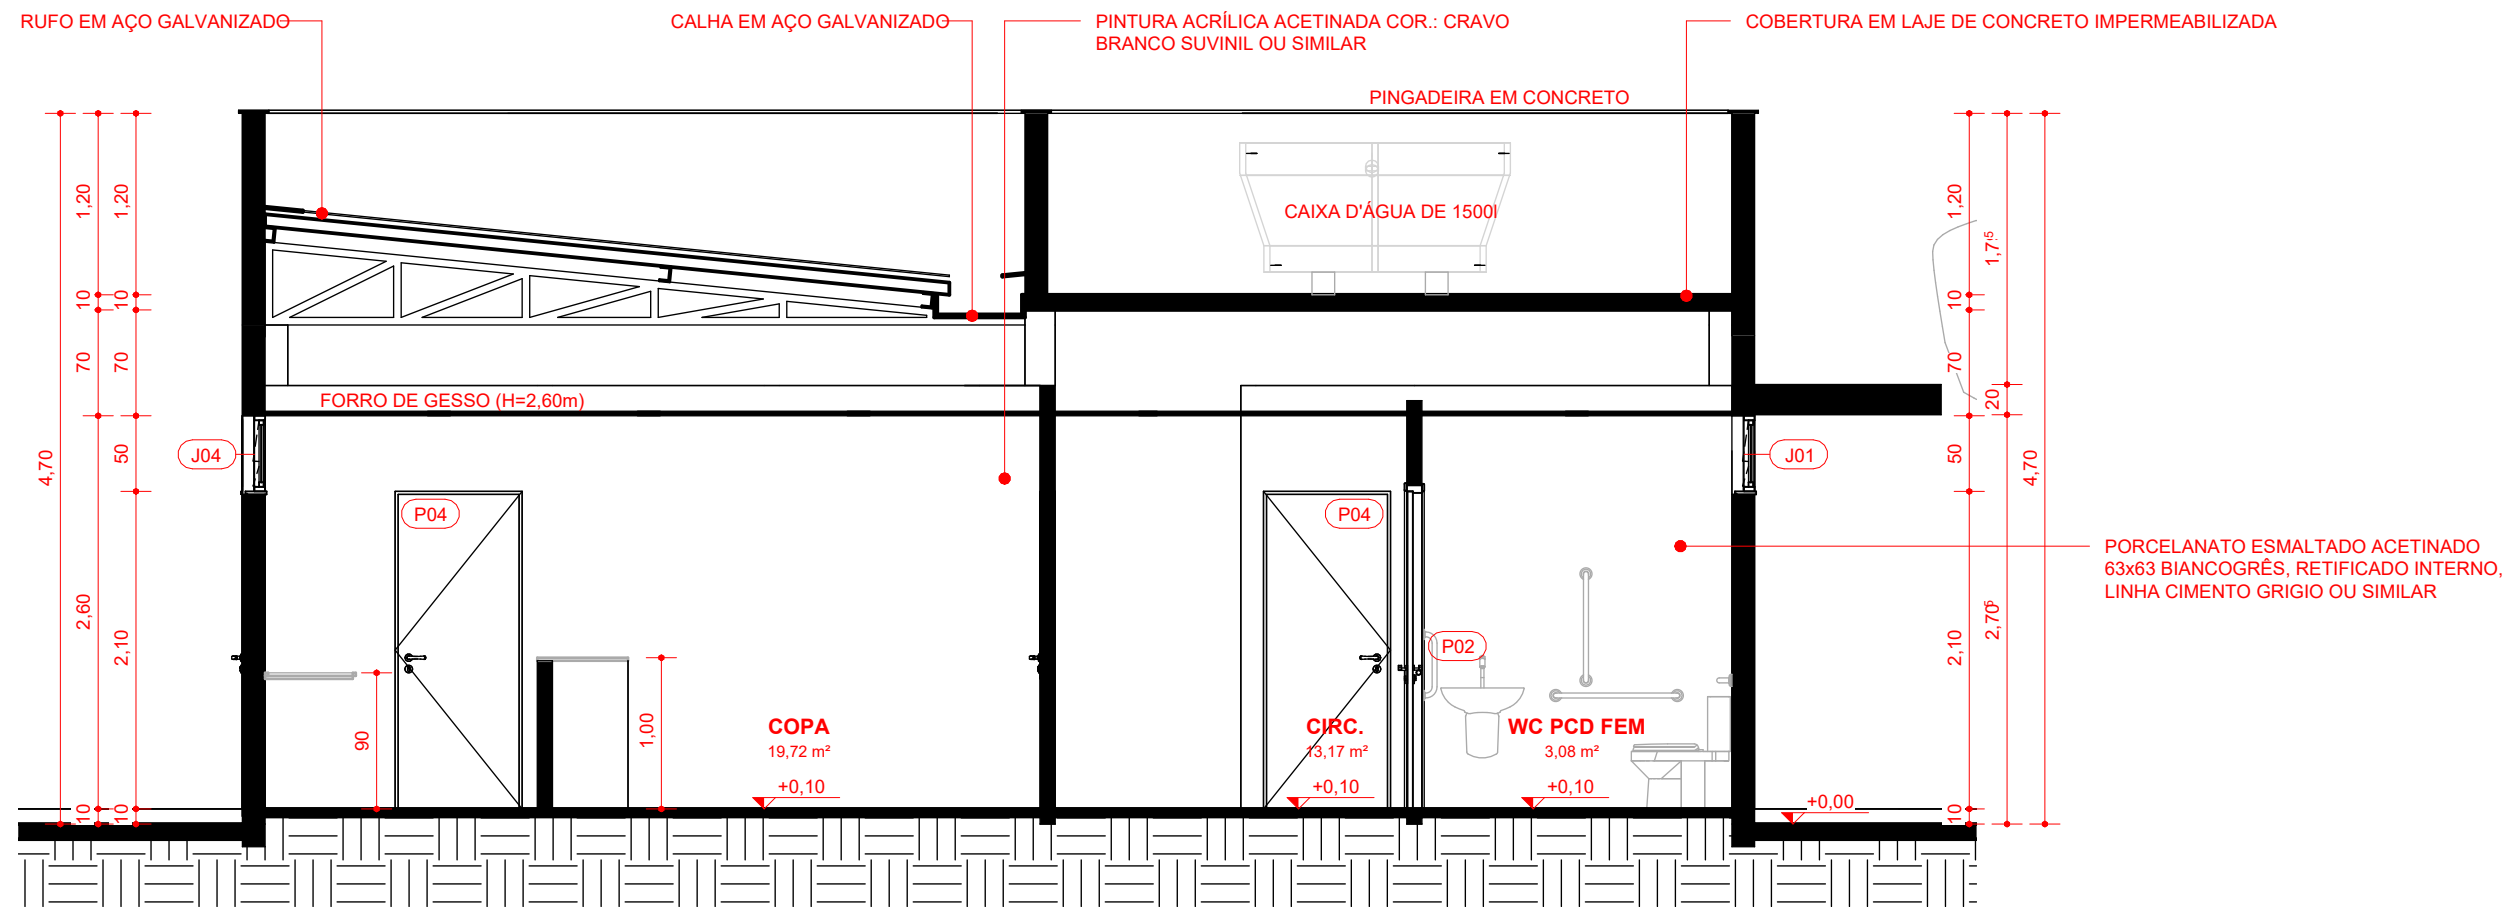 RUFO EM AÇO GALVANIZADO
CALHA EM AÇO GALVANIZADO
PINTURA ACRÍLICA ACETINADA COR.: CRAVO
BRANCO SUVINIL OU SIMILAR
COBERTURA EM LAJE DE CONCRETO IMPERMEABILIZADA
PINGADEIRA EM CONCRETO
CAIXA D'ÁGUA DE 1500l
FORRO DE GESSO (H=2,60m)
4,70
1,20
10
70
2,60
10
1,20
10
70
50
2,10
10
J04
P04
90
1,00
COPA
19,72 m²
+0,10
P04
CIRC.
13,17 m²
+0,10
P02
WC PCD FEM
3,08 m²
+0,10
J01
+0,00
1,20
10
70
50
2,10
10
1,7⁵
20
2,70⁵
4,70
PORCELANATO ESMALTADO ACETINADO
63x63 BIANCOGRÊS, RETIFICADO INTERNO,
LINHA CIMENTO GRIGIO OU SIMILAR